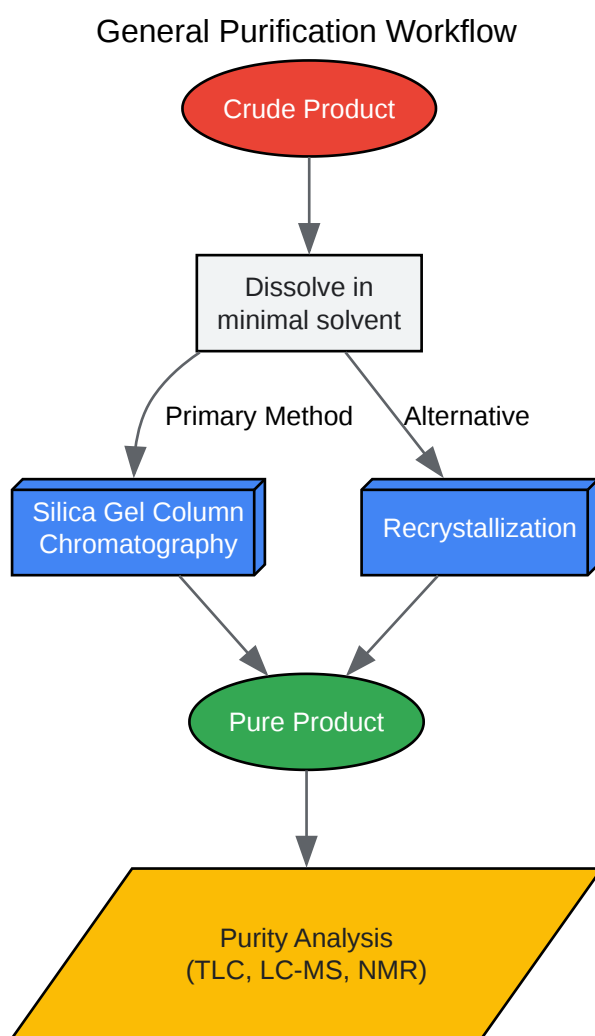 General Purification Workflow
Crude Product
Dissolve in
minimal solvent
Primary Method
Alternative
Silica Gel Column
Chromatography
Recrystallization
Pure Product
Purity Analysis
(TLC, LC-MS, NMR)